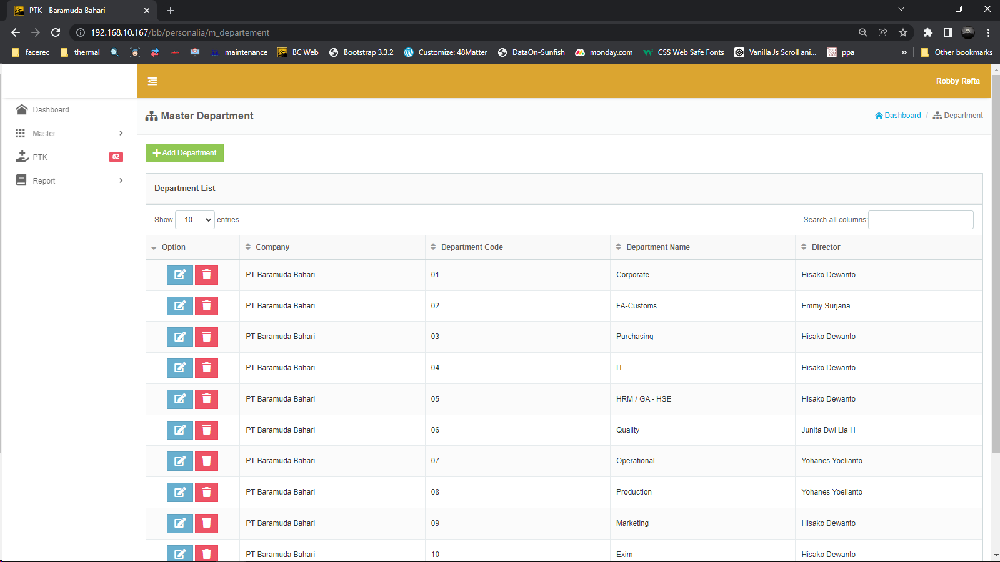 PTK - Baramuda Bahari
192.168.10.167/bb/personalia/m_departement
facerec thermal maintenance BC Web Bootstrap 3.3.2 Customize: 48Matter DataOn-Sunfish monday.com CSS Web Safe Fonts Vanilla Js Scroll ani... ppa » Other bookmarks
Robby Refta
Dashboard
Master
PTK 52
Report
Master Department
Dashboard / Department
Add Department
Department List
Show 10 entries
Search all columns:
Option Company Department Code Department Name Director
PT Baramuda Bahari 01 Corporate Hisako Dewanto
PT Baramuda Bahari 02 FA-Customs Emmy Surjana
PT Baramuda Bahari 03 Purchasing Hisako Dewanto
PT Baramuda Bahari 04 IT Hisako Dewanto
PT Baramuda Bahari 05 HRM / GA - HSE Hisako Dewanto
PT Baramuda Bahari 06 Quality Junita Dwi Lia H
PT Baramuda Bahari 07 Operational Yohanes Yoelianto
PT Baramuda Bahari 08 Production Yohanes Yoelianto
PT Baramuda Bahari 09 Marketing Hisako Dewanto
PT Baramuda Bahari 10 Exim Hisako Dewanto